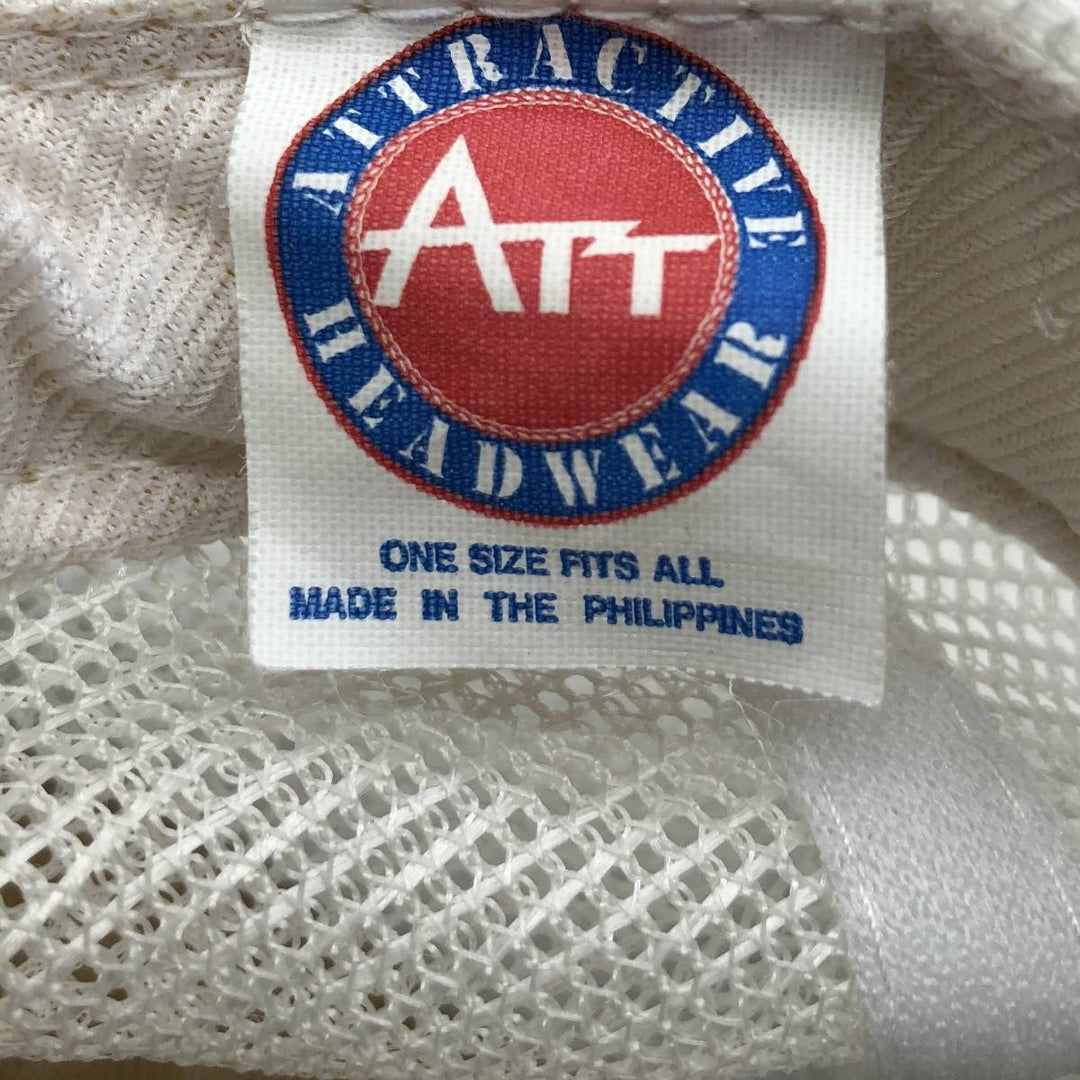 ATTRACTIVE
ATT
HEADWEAR
ONE SIZE FITS ALL
MADE IN THE PHILIPPINES